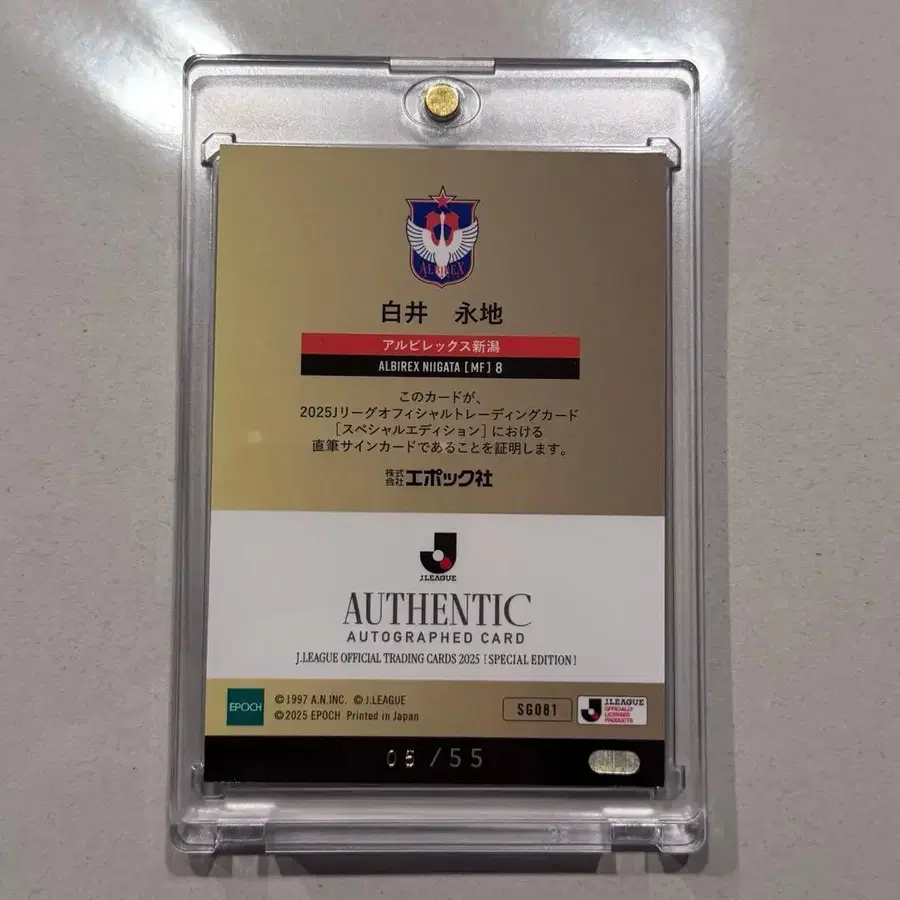 ALBIREX
白井 永地
アルビレックス新潟
ALBIREX NIIGATA [MF] 8
このカードが、
2025Jリーグオフィシャルトレーディングカード
[スペシャルエディション] における
直筆サインカードであることを証明します。
株式会社エポック社
J.LEAGUE
AUTHENTIC
AUTOGRAPHED CARD
J.LEAGUE OFFICIAL TRADING CARDS 2025 [SPECIAL EDITION]
EPOCH
©1997 A.N.INC. ©J.LEAGUE
©2025 EPOCH Printed in Japan
SG081
J.LEAGUE
OFFICIALLY
LICENSED
PRODUCTS
/55